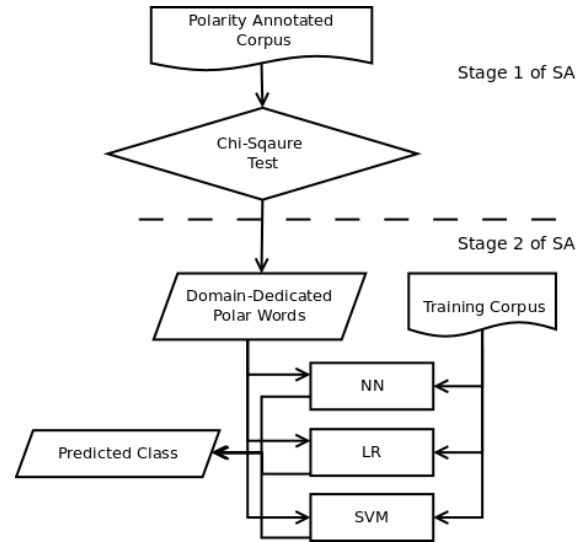 Polarity Annotated
Corpus
Stage 1 of SA
Chi-Sqaure
Test
Stage 2 of SA
Domain-Dedicated
Polar Words
Training Corpus
NN
Predicted Class
LR
SVM